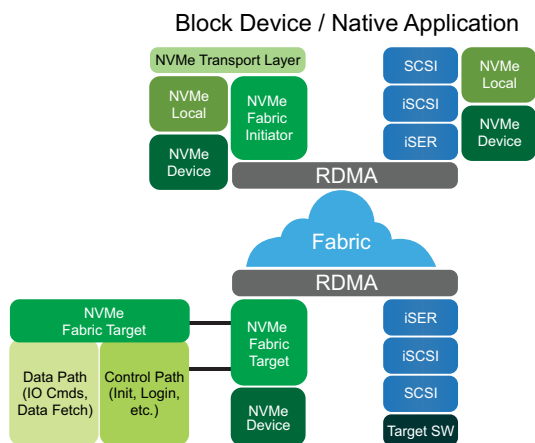 Block Device / Native Application
NVMe Transport Layer
NVMe
Local
NVMe
Device
NVMe
Fabric
Initiator
SCSI
iSCSI
iSER
NVMe
Local
NVMe
Device
RDMA
Fabric
RDMA
NVMe
Fabric Target
Data Path
(IO Cmds,
Data Fetch)
Control Path
(Init, Login,
etc.)
NVMe
Fabric
Target
NVMe
Device
iSER
iSCSI
SCSI
Target SW